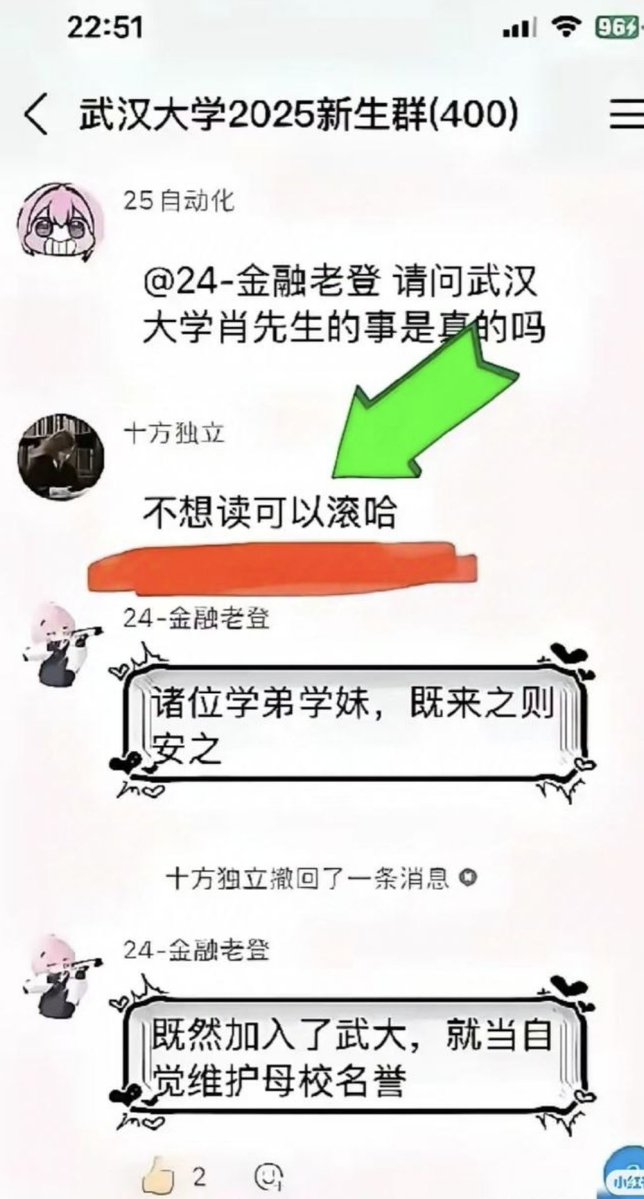 22:51
96
武汉大学2025新生群(400)
25自动化
@24-金融老登 请问武汉
大学肖先生的事是真的吗
十方独立
不想读可以滚哈
24-金融老登
诸位学弟学妹，既来之则
安之
十方独立撤回了一条消息
24-金融老登
既然加入了武大，就当自
觉维护母校名誉
2
小红